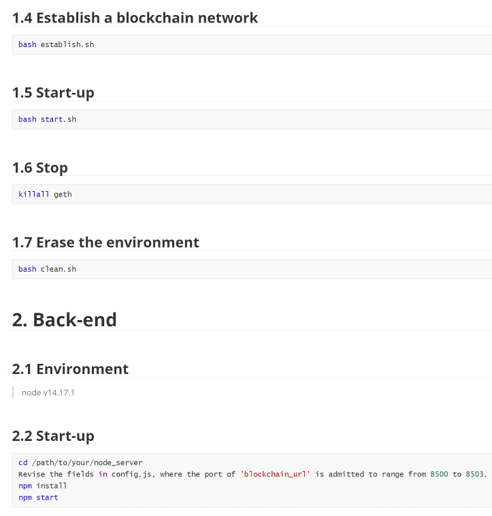 1.4 Establish a blockchain network
bash establish.sh
1.5 Start-up
bash start.sh
1.6 Stop
killall geth
1.7 Erase the environment
bash clean.sh
2. Back-end
2.1 Environment
node v14.17.1
2.2 Start-up
cd /path/to/your/node_server
Revise the fields in config.js, where the port of 'blockchain_url' is admitted to range from 8500 to 8503.
npm install
npm start